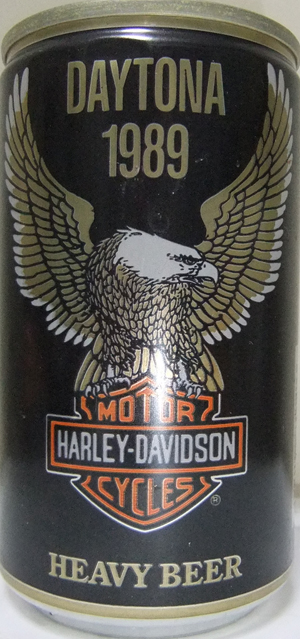 DAYTONA
1989
MOTOR
HARLEY-DAVIDSON
CYCLES
®
HEAVY BEER